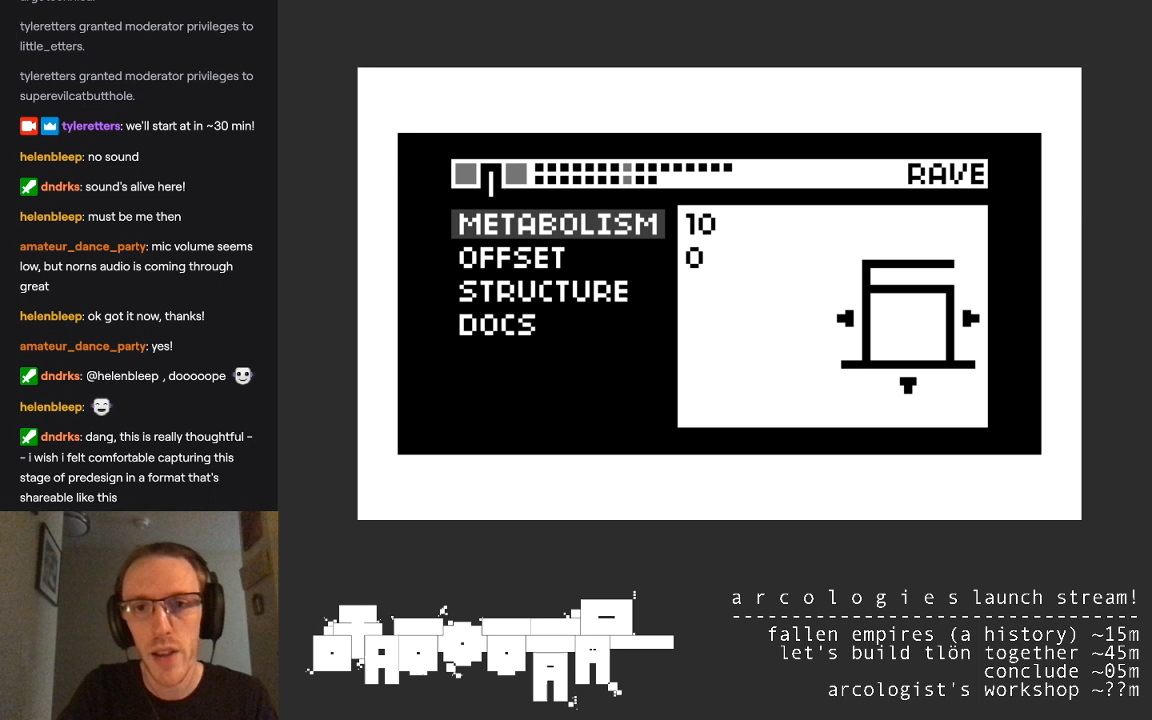 tyleretters granted moderator privileges to
little_etters.
tyleretters granted moderator privileges to
superevilcatbutthole.
tyleretters: we'll start at in ~30 min!
helenbleep: no sound
dndrks: sound's alive here!
helenbleep: must be me then
amateur_dance_party: mic volume seems
low, but norns audio is coming through
great
helenbleep: ok got it now, thanks!
amateur_dance_party: yes!
dndrks: @helenbleep , dooooope
helenbleep:
dndrks: dang, this is really thoughtful -
- i wish i felt comfortable capturing this
stage of predesign in a format that's
shareable like this
RAVE
METABOLISM 10
OFFSET 0
STRUCTURE
DOCS
a r c o l o g i e s launch stream!
--------------------------------
fallen empires (a history) ~15m
let's build tlön together ~45m
conclude ~05m
arcologist's workshop ~??m